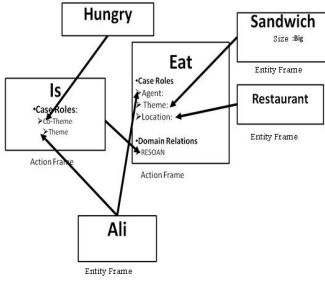 Hungry
Sandwich
Size :Big
Entity Frame
Eat
•Case Roles
➢Agent:
➢Theme:
➢Location:
•Domain Relations
➢RESOAN
Action Frame
Restaurant
Entity Frame
Is
•Case Roles:
➢Co-Theme
➢Theme
Action Frame
Ali
Entity Frame